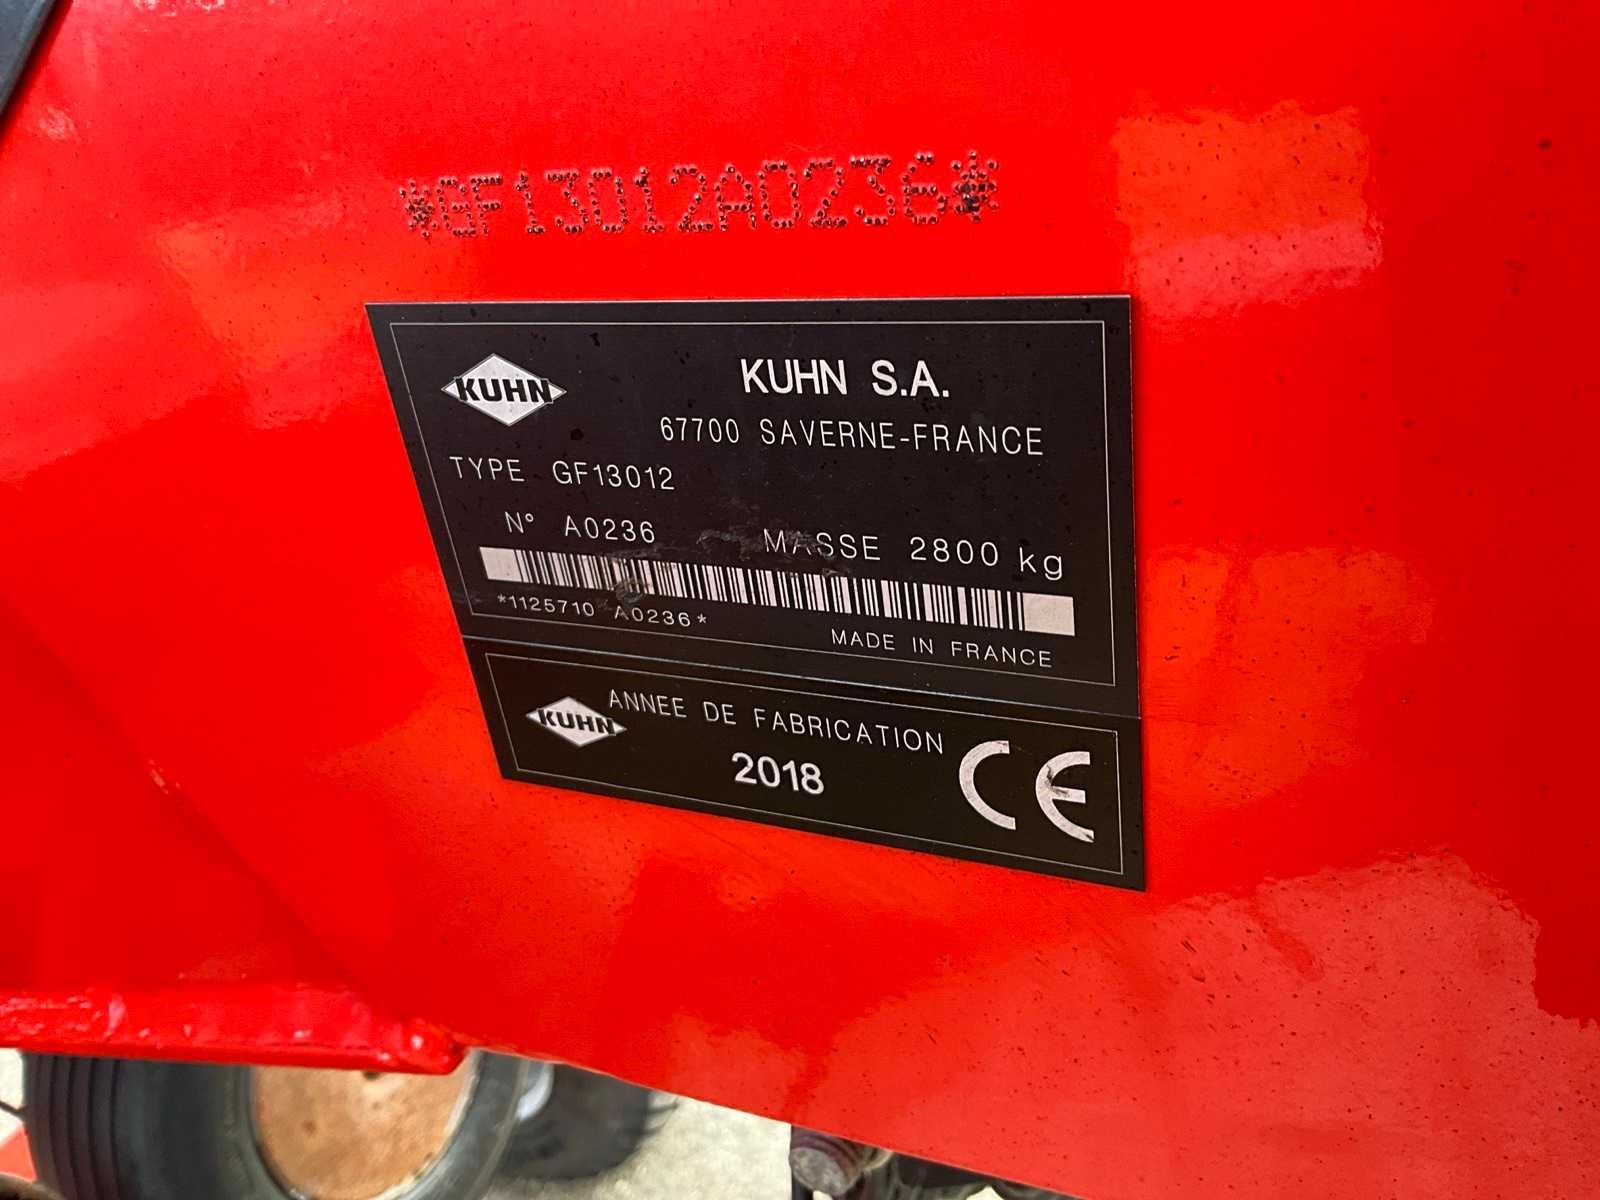 *GF13012A0236*
KUHN
KUHN S.A.
67700 SAVERNE-FRANCE
TYPE GF13012
N° A0236 MASSE 2800 kg
*1125710 A0236*
MADE IN FRANCE
KUHN
ANNEE DE FABRICATION
2018
CE